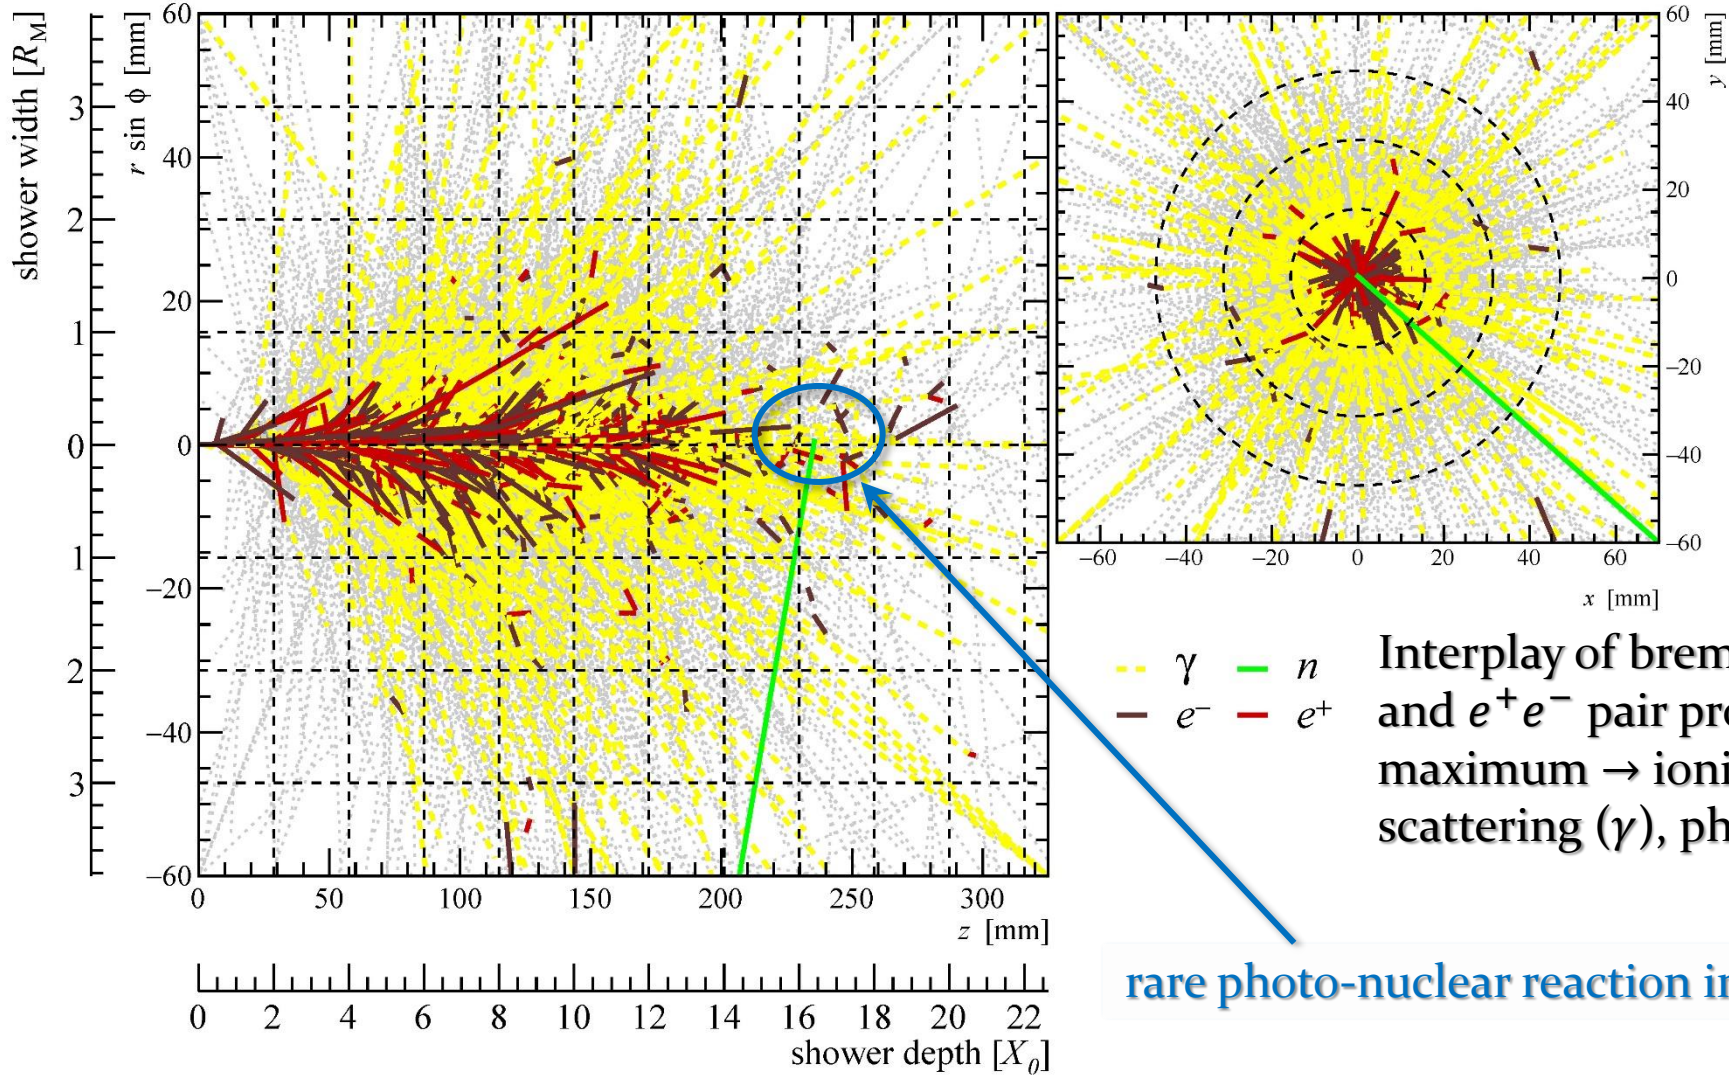 shower width [R_M]
3
2
1
0
1
2
3
r sin ϕ [mm]
60
40
20
0
−20
−40
−60
0 50 100 150 200 250 300
z [mm]
0 2 4 6 8 10 12 14 16 18 20 22
shower depth [X_0]
y [mm]
60
40
20
0
−20
−40
−60
−60 −40 −20 0 20 40 60
x [mm]
γ n
e⁻ e⁺
Interplay of brem
and e⁺e⁻ pair pro
maximum → ioni
scattering (γ), ph
rare photo-nuclear reaction in